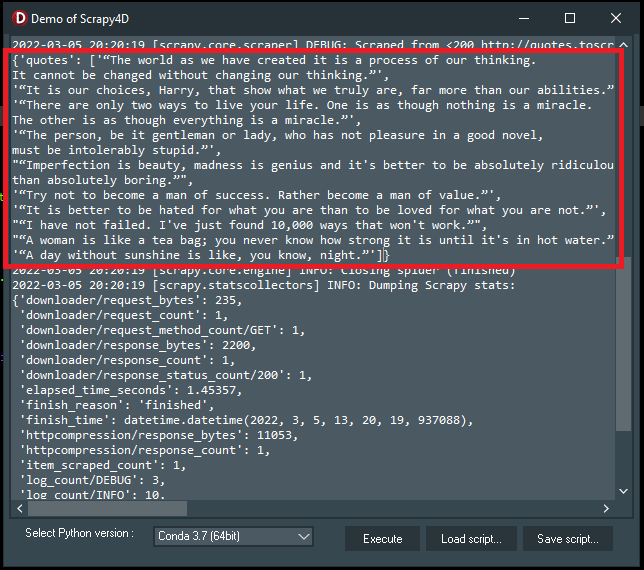 Demo of Scrapy4D
2022-03-05 20:20:19 [scrapy.core.scraper] DEBUG: Scraped from <200 http://quotes.toscr
{'quotes': ['“The world as we have created it is a process of our thinking.
It cannot be changed without changing our thinking.”',
'“It is our choices, Harry, that show what we truly are, far more than our abilities.”
'“There are only two ways to live your life. One is as though nothing is a miracle.
The other is as though everything is a miracle.”',
'“The person, be it gentleman or lady, who has not pleasure in a good novel,
must be intolerably stupid.”',
"“Imperfection is beauty, madness is genius and it's better to be absolutely ridiculou
than absolutely boring.”",
'“Try not to become a man of success. Rather become a man of value.”',
'“It is better to be hated for what you are than to be loved for what you are not.”',
"“I have not failed. I've just found 10,000 ways that won't work.”",
"“A woman is like a tea bag; you never know how strong it is until it's in hot water.”
'“A day without sunshine is like, you know, night.”']}
2022-03-05 20:20:19 [scrapy.core.engine] INFO: Closing spider (finished)
2022-03-05 20:20:19 [scrapy.statscollectors] INFO: Dumping Scrapy stats:
{'downloader/request_bytes': 235,
'downloader/request_count': 1,
'downloader/request_method_count/GET': 1,
'downloader/response_bytes': 2200,
'downloader/response_count': 1,
'downloader/response_status_count/200': 1,
'elapsed_time_seconds': 1.45357,
'finish_reason': 'finished',
'finish_time': datetime.datetime(2022, 3, 5, 13, 20, 19, 937088),
'httpcompression/response_bytes': 11053,
'httpcompression/response_count': 1,
'item_scraped_count': 1,
'log_count/DEBUG': 3,
'log_count/INFO': 10,
Select Python version :
Conda 3.7 (64bit)
Execute
Load script...
Save script...